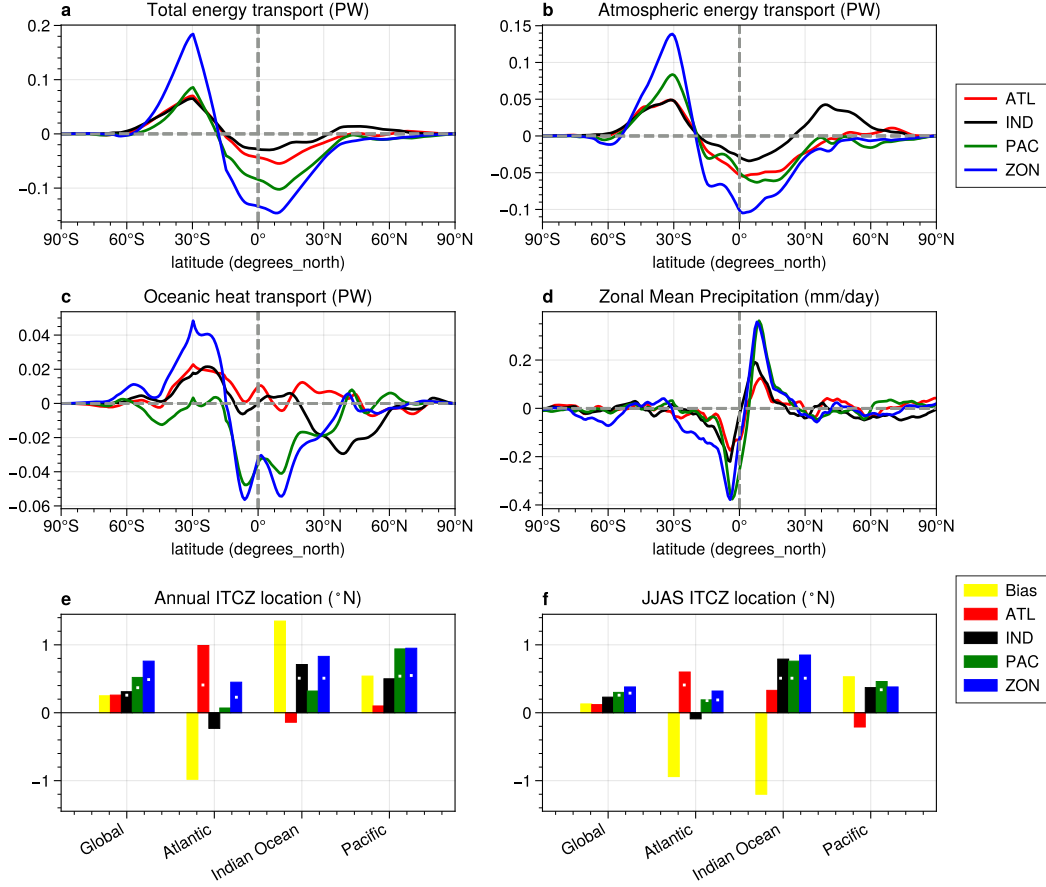 a Total energy transport (PW)
0.2
0.1
0
−0.1
90°S 60°S 30°S 0° 30°N 60°N 90°N
latitude (degrees_north)
b Atmospheric energy transport (PW)
0.15
0.1
0.05
0
−0.05
−0.1
90°S 60°S 30°S 0° 30°N 60°N 90°N
latitude (degrees_north)
ATL
IND
PAC
ZON
c Oceanic heat transport (PW)
0.04
0.02
0
−0.02
−0.04
−0.06
90°S 60°S 30°S 0° 30°N 60°N 90°N
latitude (degrees_north)
d Zonal Mean Precipitation (mm/day)
0.2
0
−0.2
−0.4
90°S 60°S 30°S 0° 30°N 60°N 90°N
latitude (degrees_north)
e Annual ITCZ location (°N)
1
0
−1
Global Atlantic Indian Ocean Pacific
f JJAS ITCZ location (°N)
1
0
−1
Global Atlantic Indian Ocean Pacific
Bias
ATL
IND
PAC
ZON